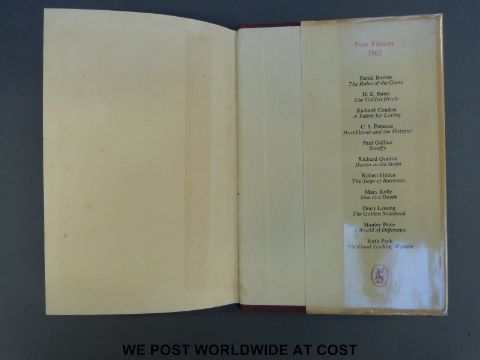 New Fiction
1962
Derek Barton
The Rules of the Game
H. E. Bates
The Golden Oriole
Richard Condon
A Talent for Loving
C. S. Forester
Hornblower and the Hotspur
Paul Gallico
Scruffy
Richard Gordon
Doctor in the Swim
Robert Hollis
The Siege of Battersea
Mary Kelly
Due to a Death
Doris Lessing
The Golden Notebook
Stanley Price
A World of Difference
Ruth Park
The Good Looking Women
WE POST WORLDWIDE AT COST